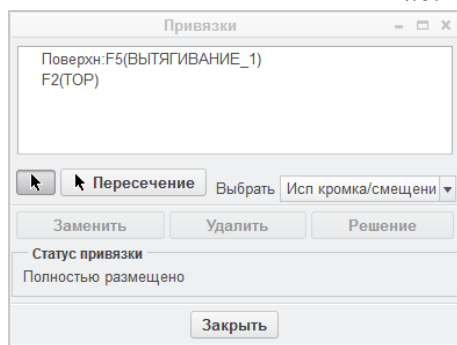 Привязки
Поверхн:F5(ВЫТЯГИВАНИЕ_1)
F2(TOP)
Пересечение Выбрать Исп кромка/смещени
Заменить Удалить Решение
Статус привязки
Полностью размещено
Закрыть